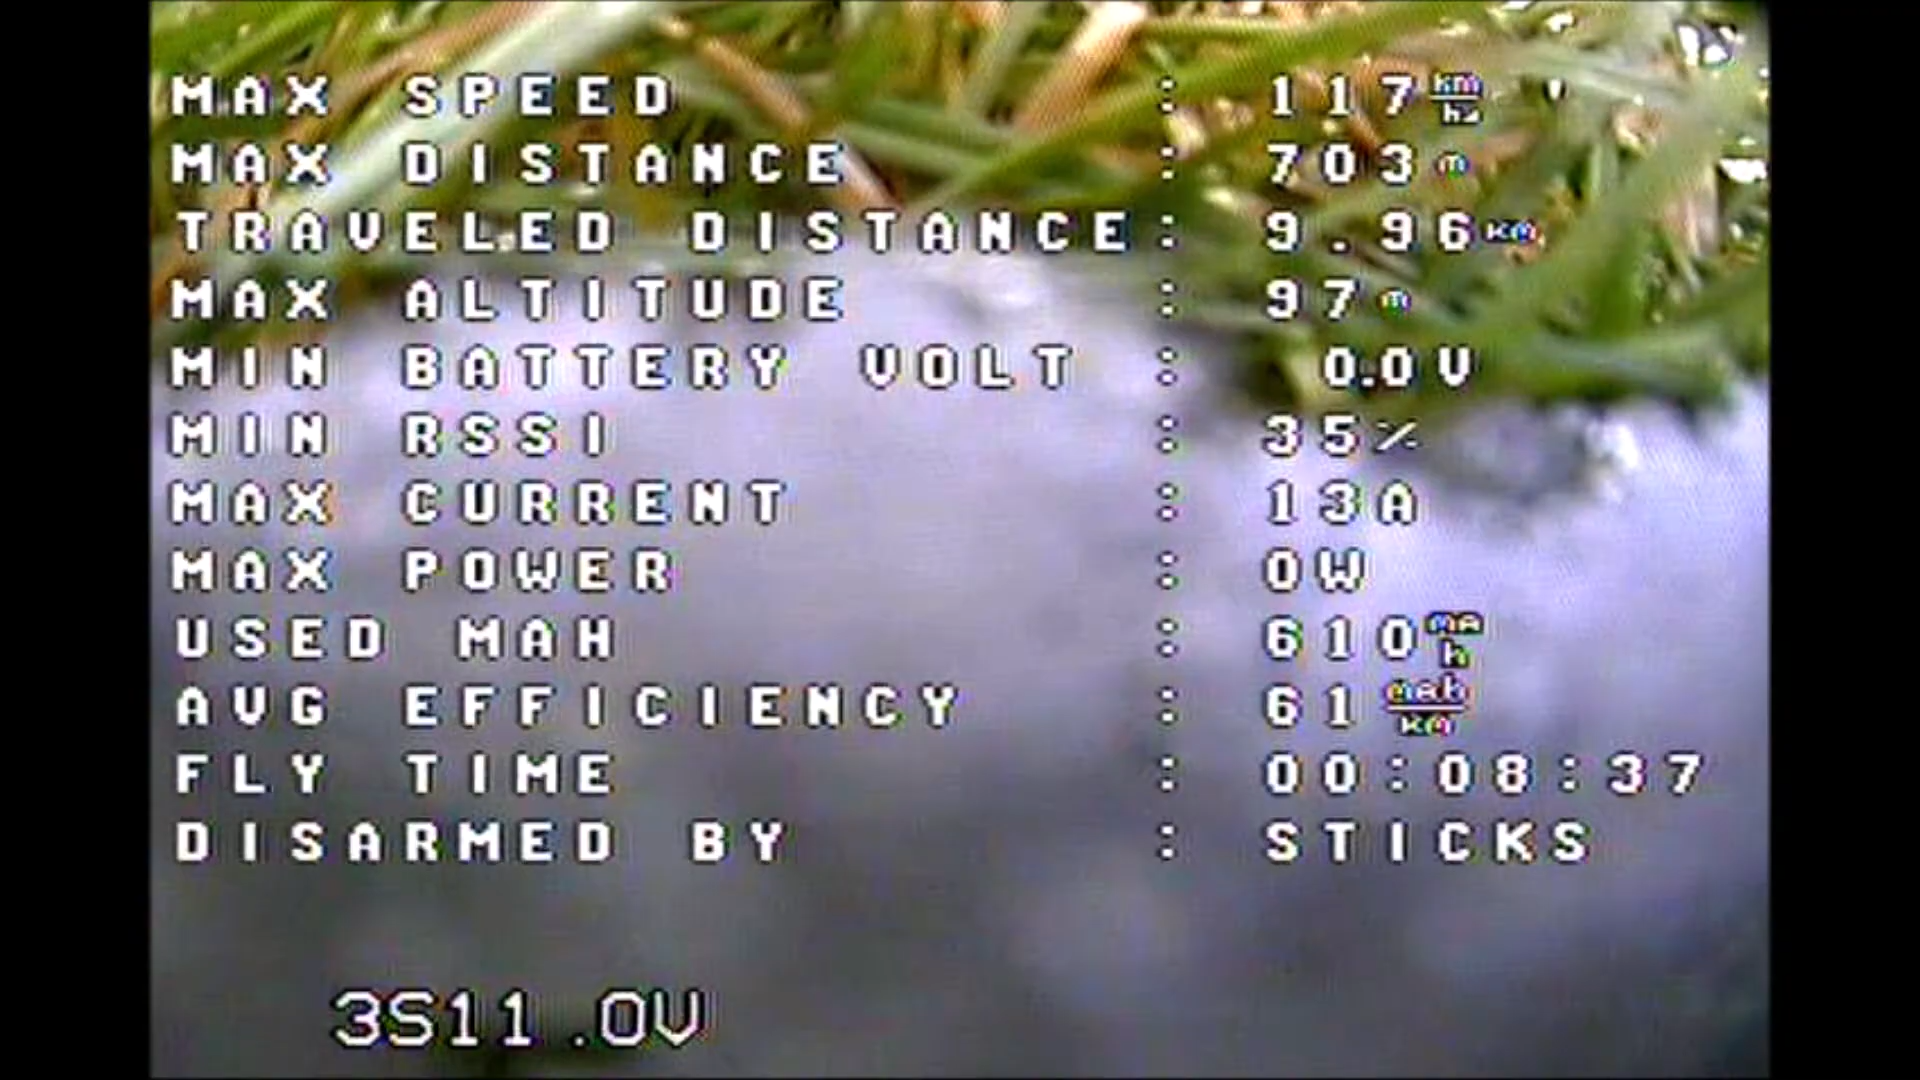 MAX SPEED : 117 km/h
MAX DISTANCE : 703 m
TRAVELED DISTANCE : 9.96 km
MAX ALTITUDE : 97 m
MIN BATTERY VOLT : 0.0V
MIN RSSI : 35%
MAX CURRENT : 13A
MAX POWER : 0W
USED MAH : 610 mA/h
AVG EFFICIENCY : 61 mAh/km
FLY TIME : 00:08:37
DISARMED BY : STICKS
3S11.0V